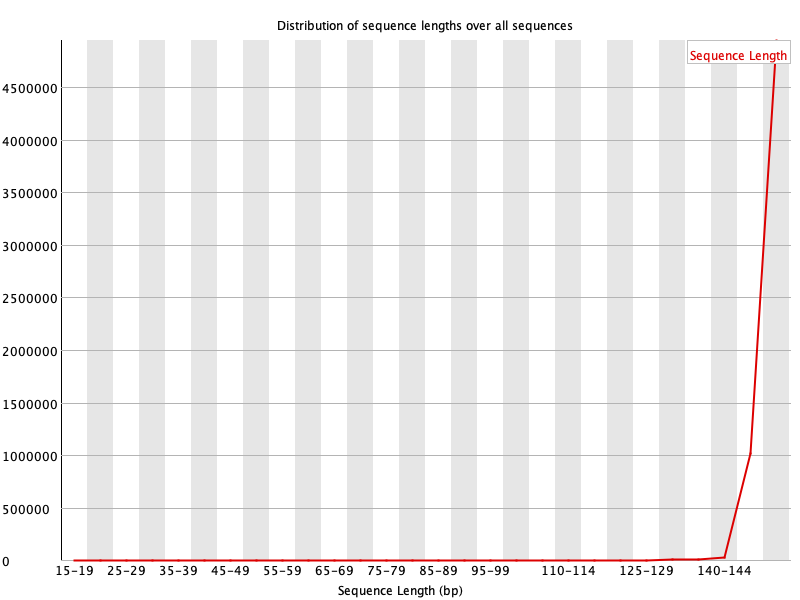 Distribution of sequence lengths over all sequences
Sequence Length
4500000
4000000
3500000
3000000
2500000
2000000
1500000
1000000
500000
0
15-19 25-29 35-39 45-49 55-59 65-69 75-79 85-89 95-99 110-114 125-129 140-144
Sequence Length (bp)